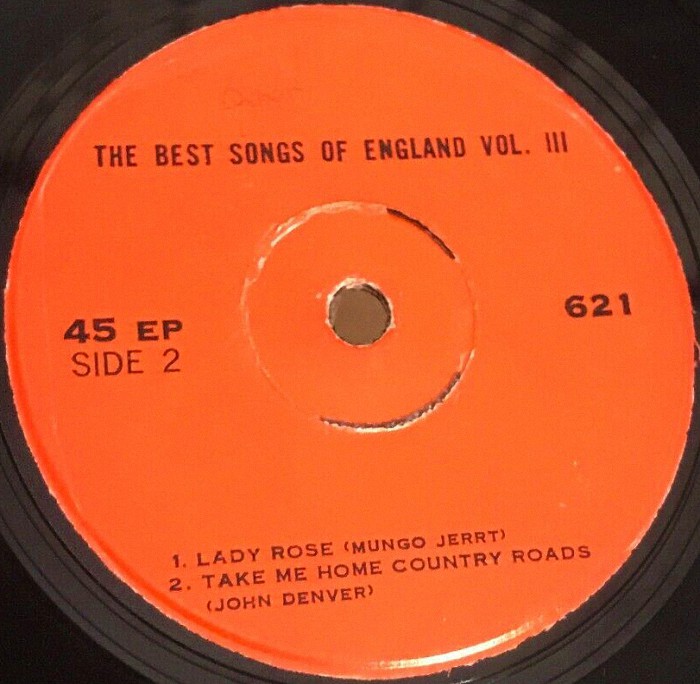 THE BEST SONGS OF ENGLAND VOL. III
45 EP
SIDE 2
621
1. LADY ROSE (MUNGO JERRT)
2. TAKE ME HOME COUNTRY ROADS
(JOHN DENVER)